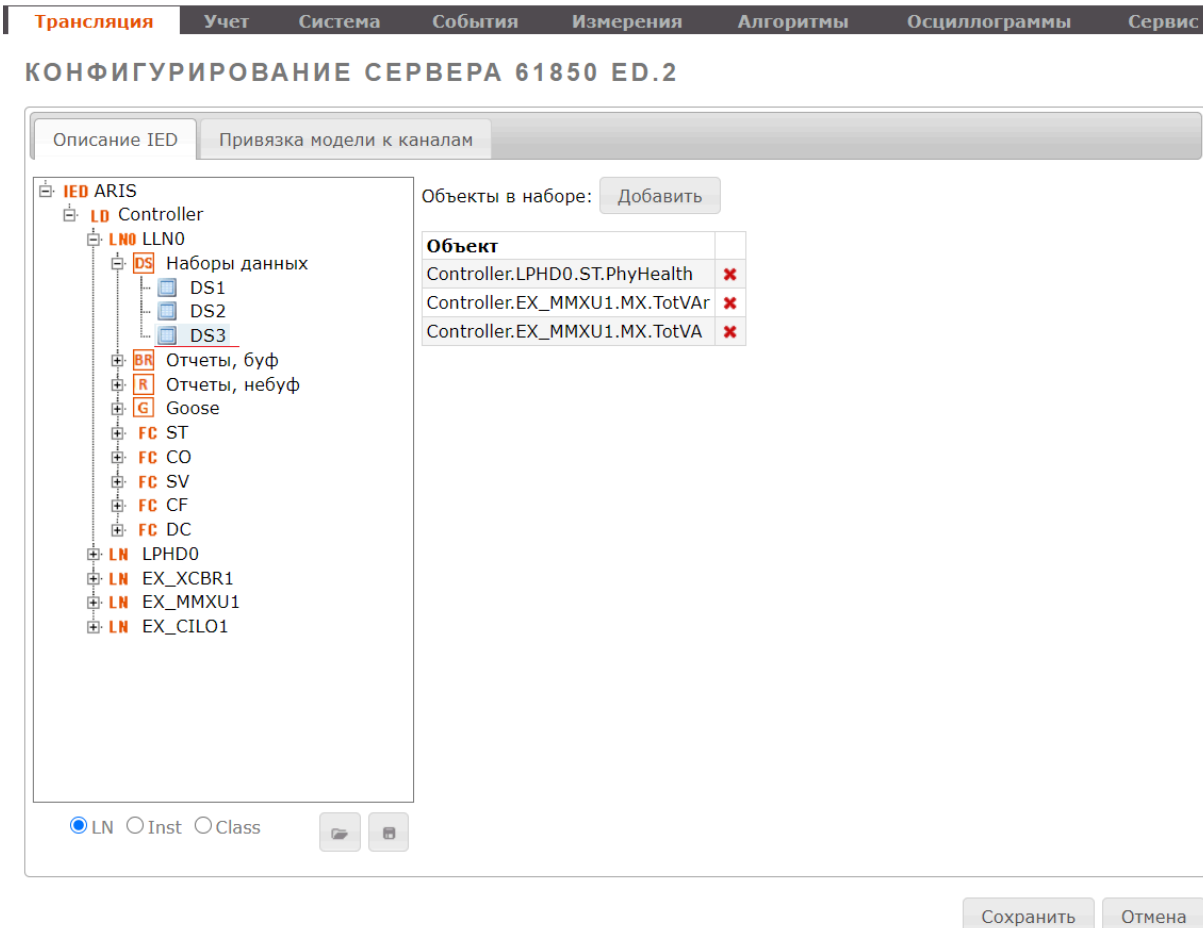 Трансляция Учет Система События Измерения Алгоритмы Осциллограммы Сервис
КОНФИГУРИРОВАНИЕ СЕРВЕРА 61850 ED.2
Описание IED Привязка модели к каналам
IED ARIS
LD Controller
LN0 LLN0
DS Наборы данных
DS1
DS2
DS3
BR Отчеты, буф
R Отчеты, небуф
G Goose
FC ST
FC CO
FC SV
FC CF
FC DC
LN LPHD0
LN EX_XCBR1
LN EX_MMXU1
LN EX_CILO1
LN Inst Class
Объекты в наборе: Добавить
Объект
Controller.LPHD0.ST.PhyHealth
Controller.EX_MMXU1.MX.TotVAr
Controller.EX_MMXU1.MX.TotVA
Сохранить Отмена